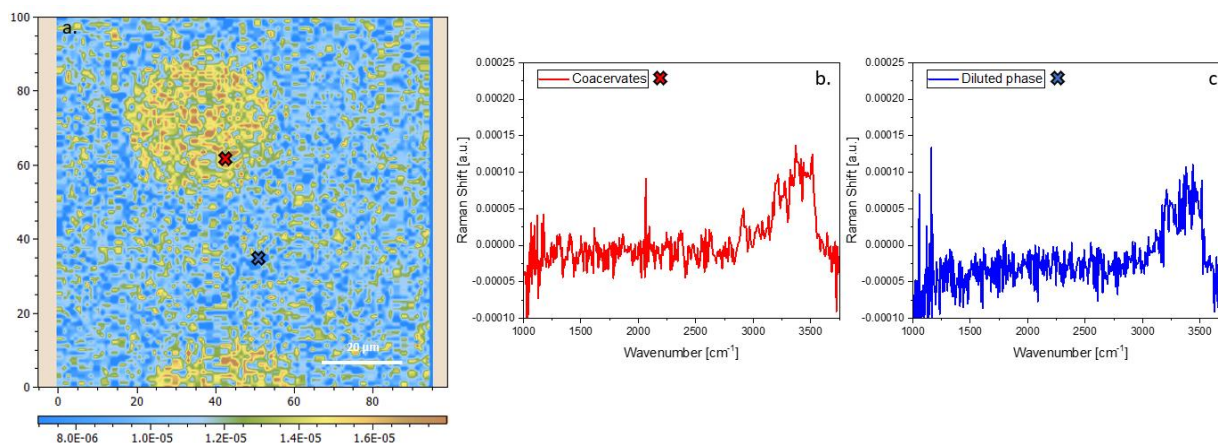 a.
100
80
60
40
20
0
0
20
40
60
80
20 µm
8.0E-06
1.0E-05
1.2E-05
1.4E-05
1.6E-05
b.
Coacervates
Raman Shift [a.u.]
0.00025
0.00020
0.00015
0.00010
0.00005
0.00000
-0.00005
-0.00010
1000
1500
2000
2500
3000
3500
Wavenumber [cm⁻¹]
c
Diluted phase
Raman Shift [a.u.]
0.00025
0.00020
0.00015
0.00010
0.00005
0.00000
-0.00005
-0.00010
1000
1500
2000
2500
3000
3500
Wavenumber [cm⁻¹]